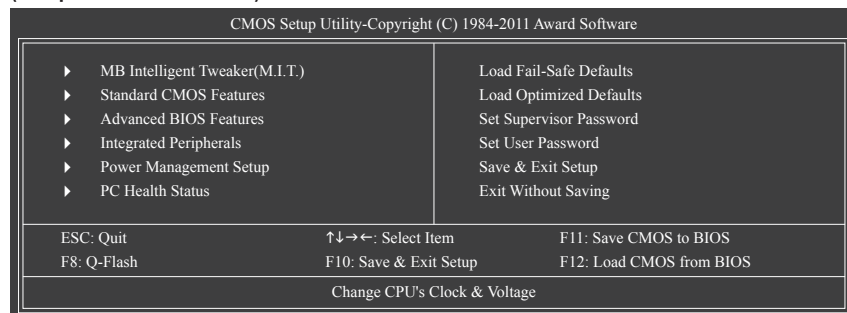 CMOS Setup Utility-Copyright (C) 1984-2011 Award Software
MB Intelligent Tweaker(M.I.T.)
Standard CMOS Features
Advanced BIOS Features
Integrated Peripherals
Power Management Setup
PC Health Status
Load Fail-Safe Defaults
Load Optimized Defaults
Set Supervisor Password
Set User Password
Save & Exit Setup
Exit Without Saving
ESC: Quit ↑↓→←: Select Item F11: Save CMOS to BIOS
F8: Q-Flash F10: Save & Exit Setup F12: Load CMOS from BIOS
Change CPU's Clock & Voltage